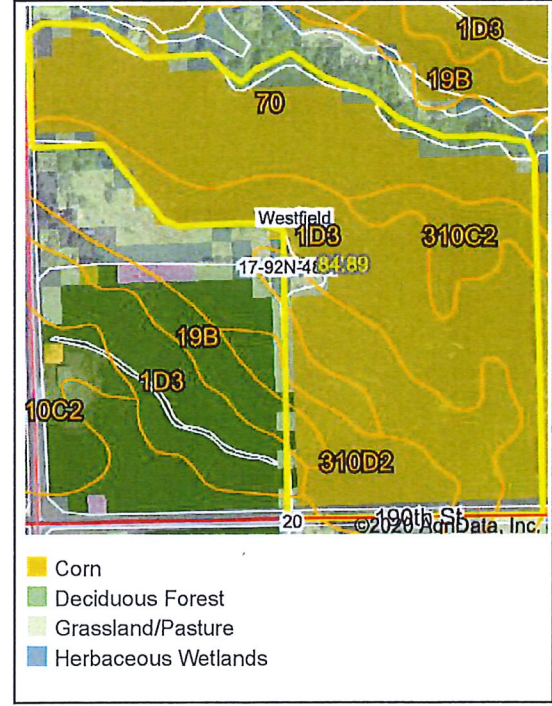 1D3
19B
70
Westfield
1D3
310C2
17-92N-48
84.89
19B
1D3
10C2
310D2
20
190th St
©2020 AgriData, Inc.
Corn
Deciduous Forest
Grassland/Pasture
Herbaceous Wetlands